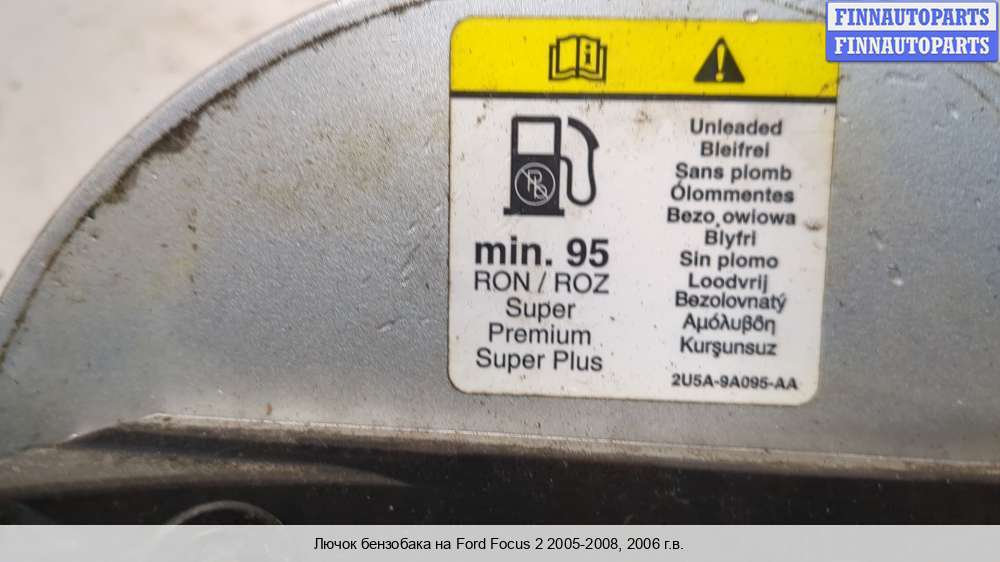 FINNAUTOPARTS
FINNAUTOPARTS
min. 95
RON / ROZ
Super
Premium
Super Plus
Unleaded
Bleifrei
Sans plomb
Ólommentes
Bezo owiowa
Blyfri
Sin plomo
Loodvrij
Bezolovnatý
Αμόλυβδη
Kurşunsuz
2U5A-9A095-AA
Лючок бензобака на Ford Focus 2 2005-2008, 2006 г.в.